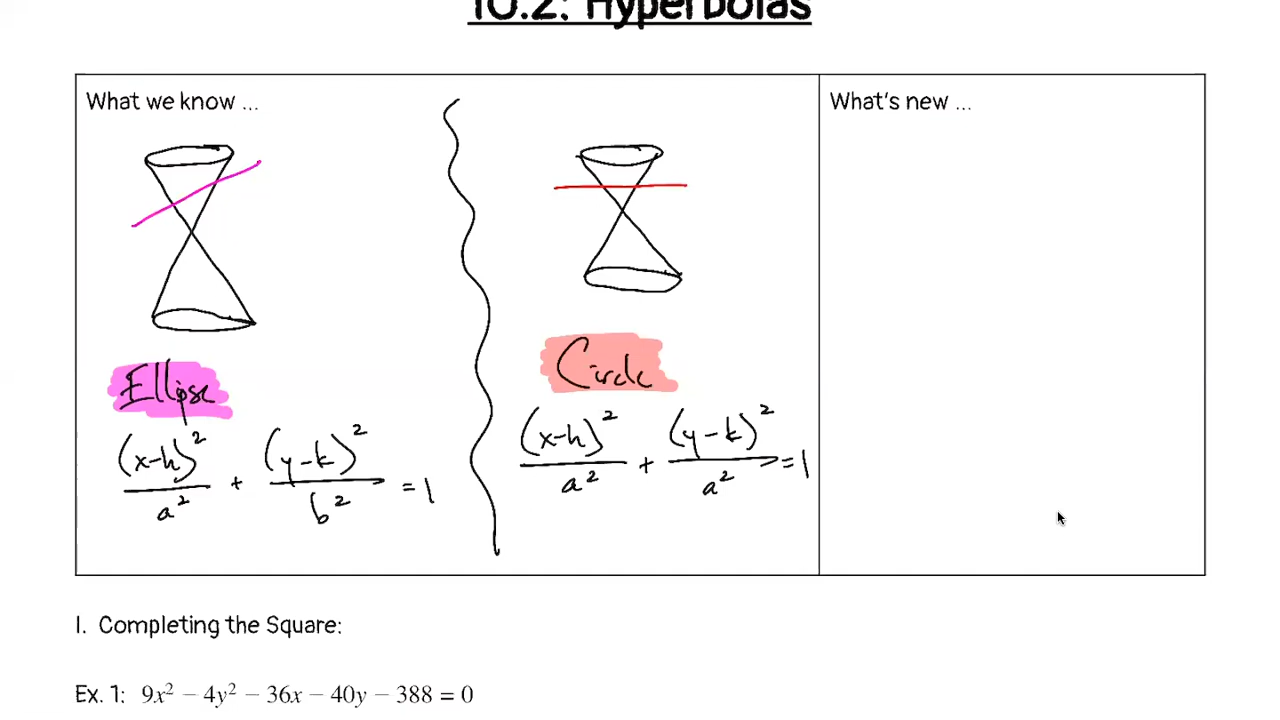 10.2: Hyperbolas
What we know ...
What's new ...
Ellipse
(x-h)²/a² + (y-k)²/b² = 1
Circle
(x-h)²/a² + (y-k)²/a² = 1
I. Completing the Square:
Ex. 1: 9x² − 4y² − 36x − 40y − 388 = 0